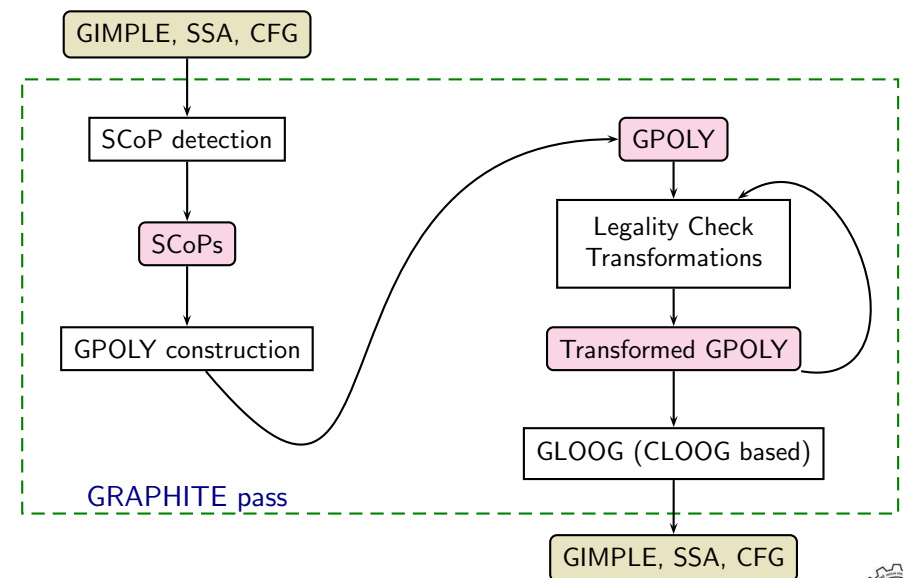 GIMPLE, SSA, CFG
SCoP detection
SCoPs
GPOLY construction
GPOLY
Legality Check
Transformations
Transformed GPOLY
GLOOG (CLOOG based)
GRAPHITE pass
GIMPLE, SSA, CFG